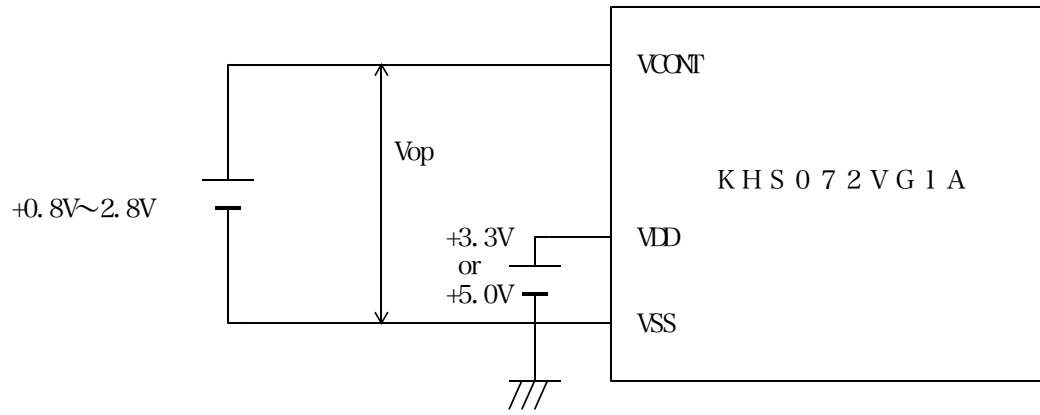 VCONT
Vop
KHS072VG1A
+0.8V～2.8V
+3.3V
or
+5.0V
VDD
VSS